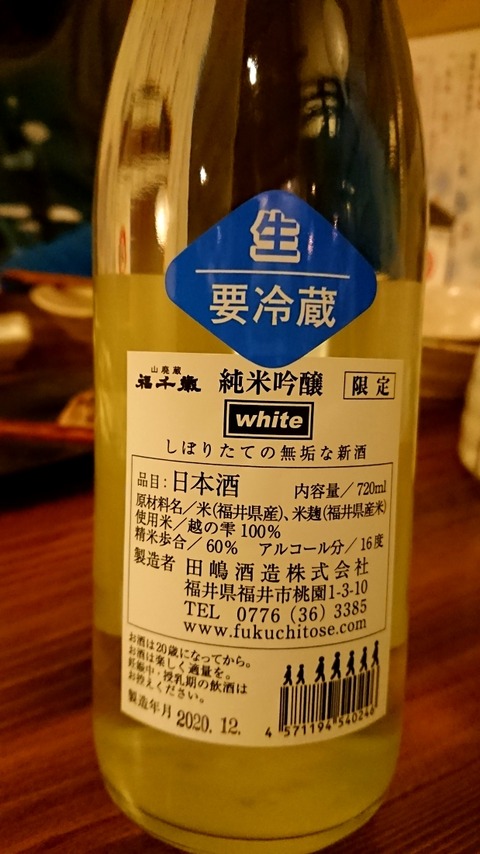 生
要冷蔵
山廃蔵
福千歳 純米吟醸 限定
white
しぼりたての無垢な新酒
品目：日本酒 内容量／720ml
原材料名／米（福井県産）、米麹（福井県産米）
使用米／越の雫 100%
精米歩合／60% アルコール分／16度
製造者 田嶋酒造株式会社
福井県福井市桃園1-3-10
TEL 0776（36）3385
www.fukuchitose.com
お酒は20歳になってから。
お酒は楽しく適量を。
妊娠中・授乳期の飲酒は
お控えください。
製造年月 2020.12.
4 571194 540246